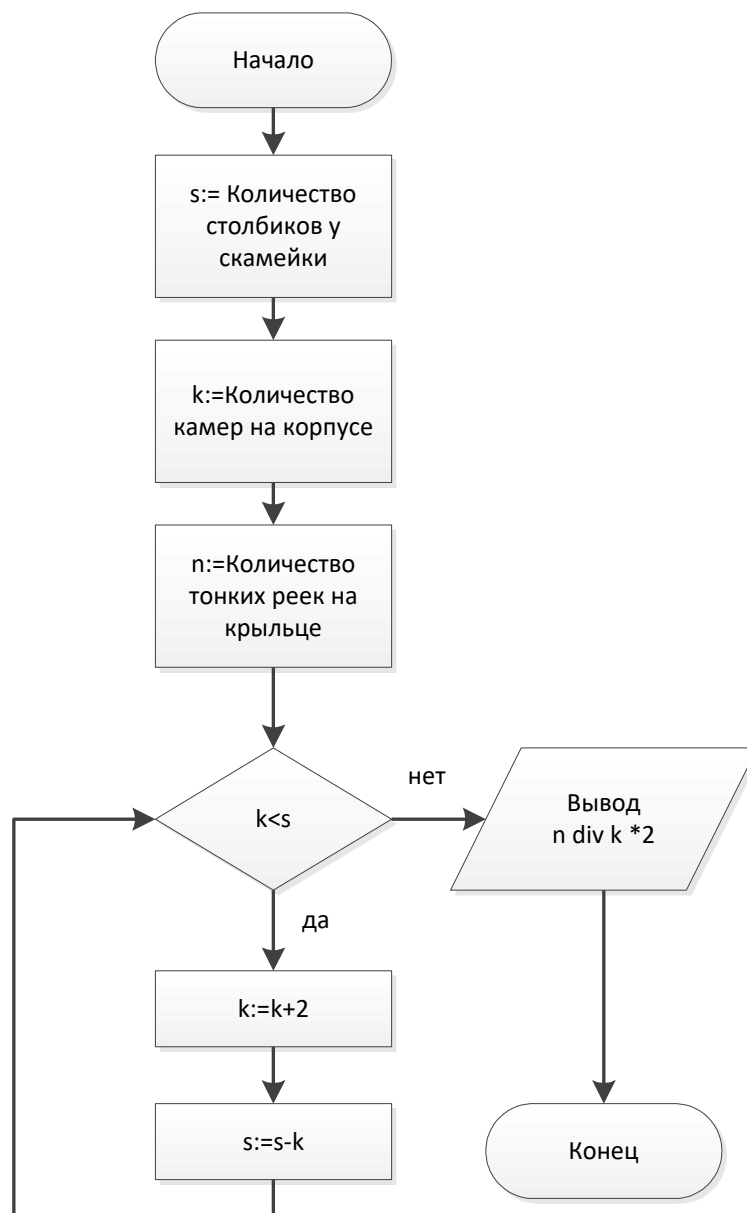 Начало
s:= Количество
столбиков у
скамейки
k:=Количество
камер на корпусе
n:=Количество
тонких реек на
крыльце
k<s
нет
Вывод
n div k *2
да
k:=k+2
s:=s-k
Конец